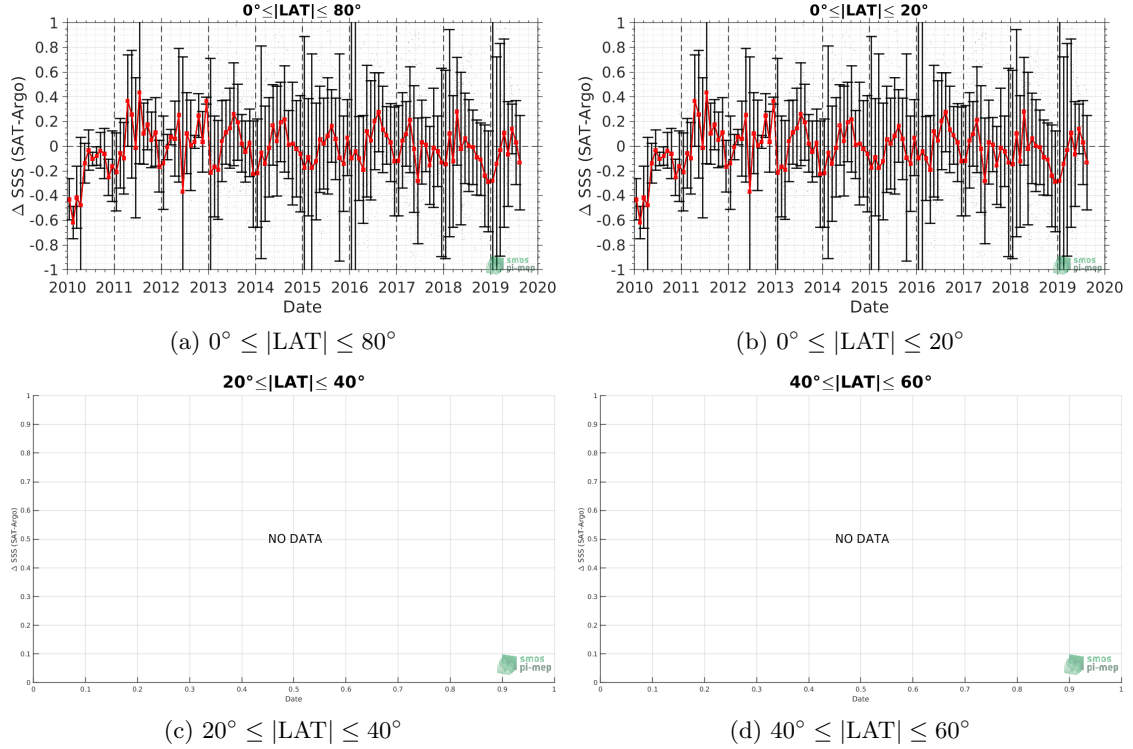 0°≤|LAT|≤ 80°
1
0.8
0.6
0.4
0.2
0
-0.2
-0.4
-0.6
-0.8
-1
Δ SSS (SAT-Argo)
2010 2011 2012 2013 2014 2015 2016 2017 2018 2019 2020
Date
smos
pi-mep
(a) 0° ≤ |LAT| ≤ 80°
0°≤|LAT|≤ 20°
1
0.8
0.6
0.4
0.2
0
-0.2
-0.4
-0.6
-0.8
-1
Δ SSS (SAT-Argo)
2010 2011 2012 2013 2014 2015 2016 2017 2018 2019 2020
Date
smos
pi-mep
(b) 0° ≤ |LAT| ≤ 20°
20°≤|LAT|≤ 40°
1
0.9
0.8
0.7
0.6
0.5
0.4
0.3
0.2
0.1
0
Δ SSS (SAT-Argo)
NO DATA
smos
pi-mep
0 0.1 0.2 0.3 0.4 0.5 0.6 0.7 0.8 0.9 1
Date
(c) 20° ≤ |LAT| ≤ 40°
40°≤|LAT|≤ 60°
1
0.9
0.8
0.7
0.6
0.5
0.4
0.3
0.2
0.1
0
Δ SSS (SAT-Argo)
NO DATA
smos
pi-mep
0 0.1 0.2 0.3 0.4 0.5 0.6 0.7 0.8 0.9 1
Date
(d) 40° ≤ |LAT| ≤ 60°